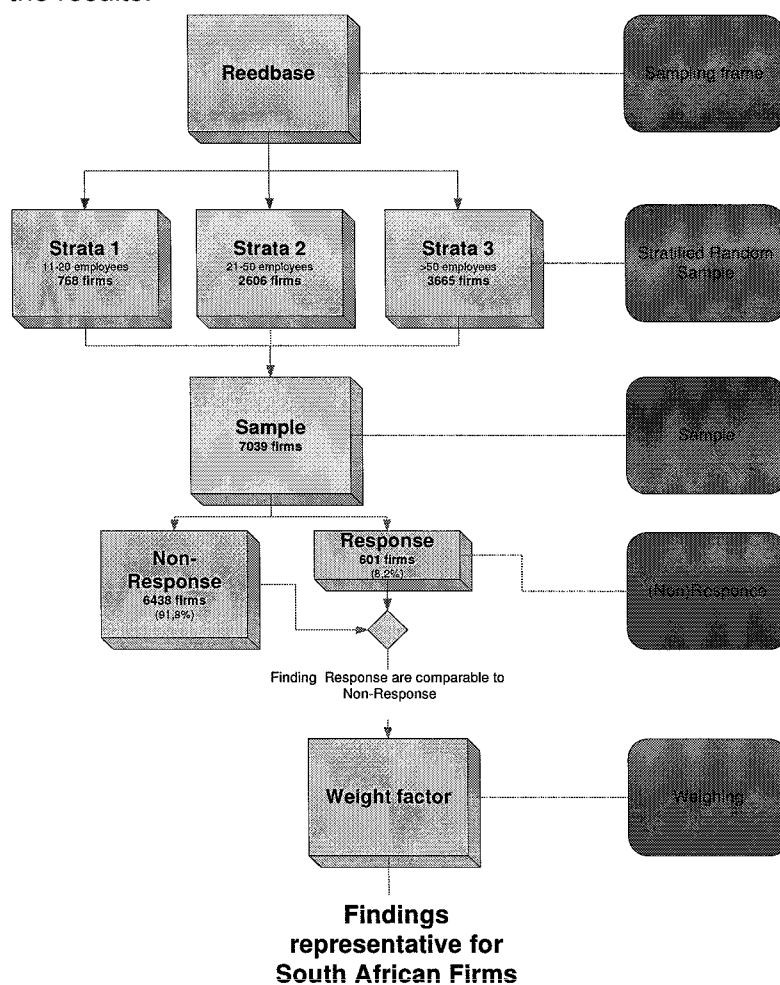 the results.
Reedbase
Sampling frame
Strata 1
11-20 employees
768 firms
Strata 2
21-50 employees
2606 firms
Strata 3
>50 employees
3665 firms
Stratified Random
Sample
Sample
7039 firms
Sample
Non-
Response
6438 firms
(91,8%)
Response
601 firms
(8,2%)
(Non)Responce
Finding Response are comparable to
Non-Response
Weight factor
Weighing
Findings
representative for
South African Firms